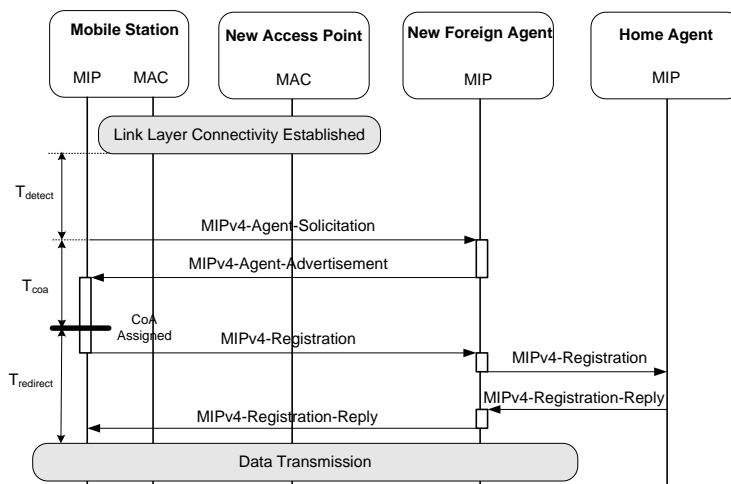 Mobile Station
New Access Point
New Foreign Agent
Home Agent
MIP
MAC
MAC
MIP
MIP
Link Layer Connectivity Established
Tdetect
MIPv4-Agent-Solicitation
MIPv4-Agent-Advertisement
Tcoa
CoA
Assigned
MIPv4-Registration
MIPv4-Registration
Tredirect
MIPv4-Registration-Reply
MIPv4-Registration-Reply
Data Transmission